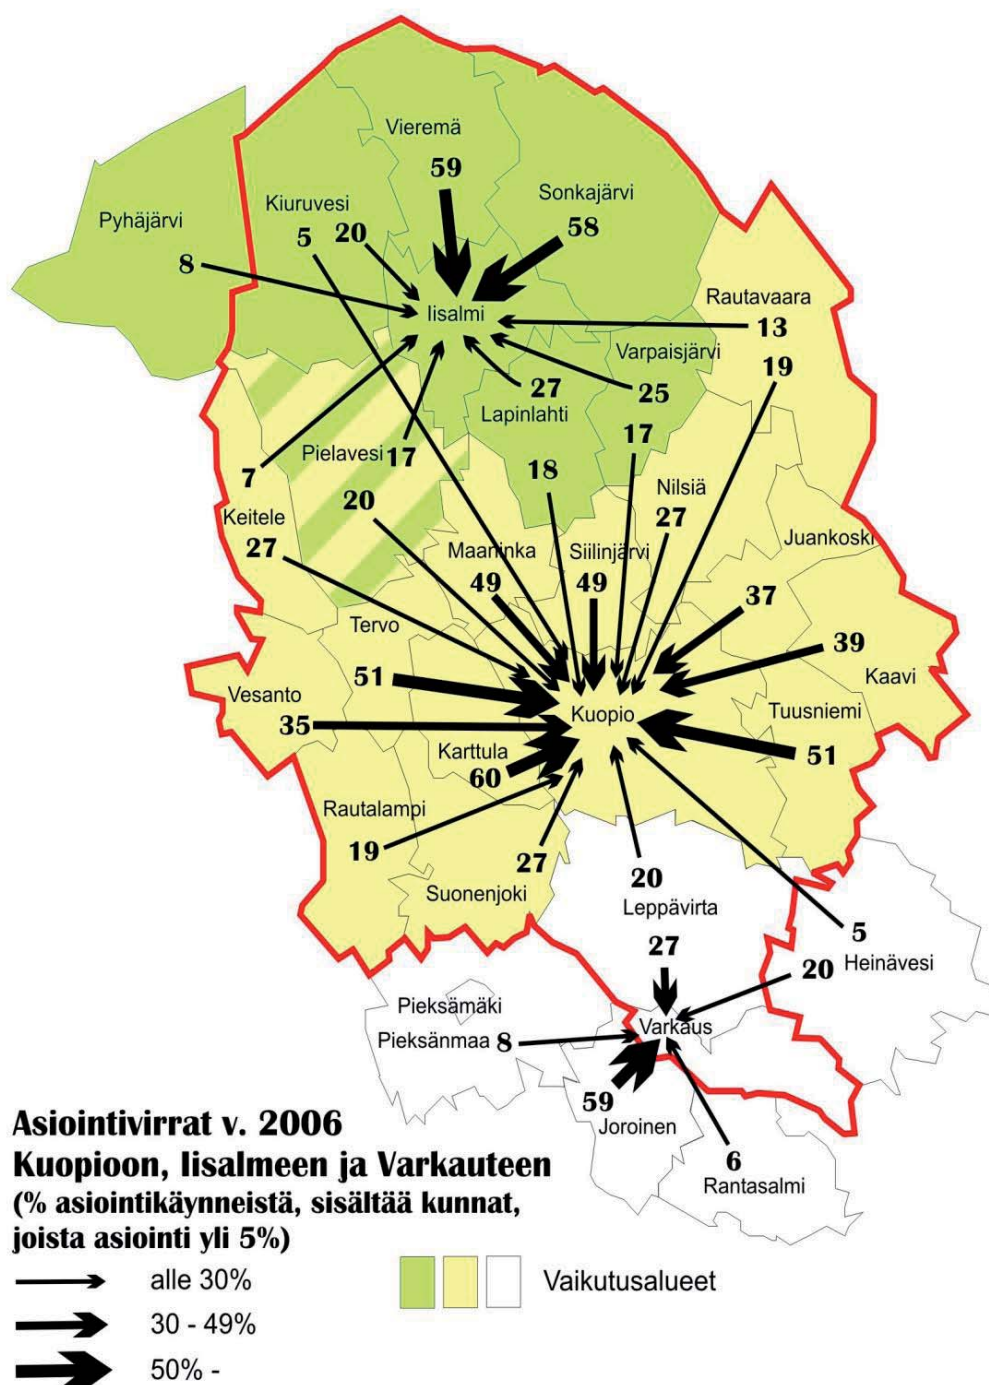 Vieremä
59
Sonkajärvi
58
Kiuruvesi
5 20
Pyhäjärvi
8
Iisalmi
Rautavaara
13
19
Varpaisjärvi
25
17
27
Lapinlahti
18
Pielavesi 17
20
7
Keitele
27
Nilsiä
27
Juankoski
37
Maaninka
49
Siilinjärvi
49
Tervo
51
39
Kaavi
Vesanto
35
Kuopio
Tuusniemi
51
Karttula
60
Rautalampi
19
27
Suonenjoki
20
Leppävirta
27
5
Heinävesi
20
Pieksämäki
Pieksänmaa 8
Varkaus
59
Joroinen
6
Rantasalmi
Asiointivirrat v. 2006
Kuopioon, Iisalmeen ja Varkauteen
(% asiointikäynneistä, sisältää kunnat,
joista asiointi yli 5%)
alle 30%
30 - 49%
50% -
Vaikutusalueet